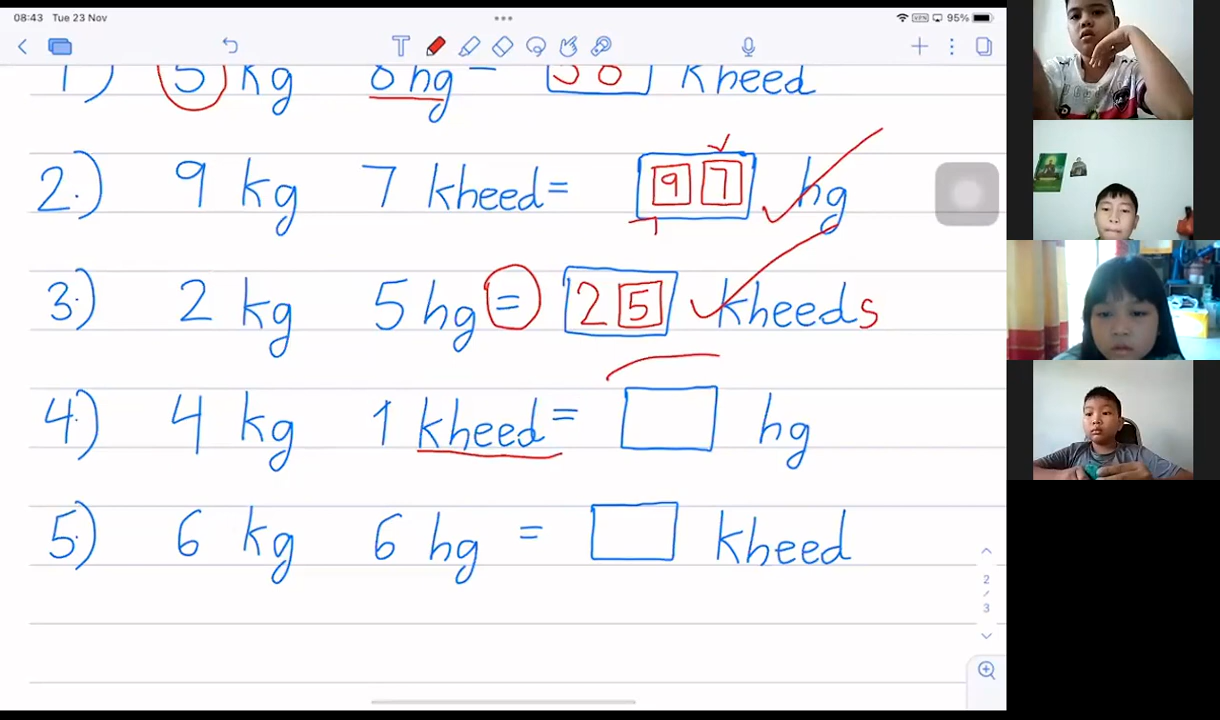 08:43 Tue 23 Nov VPN 95%
T
1) 5 kg 8 hg = 58 kheed
2.) 9 kg 7 kheed= 97 hg
3.) 2 kg 5 hg = 25 kheeds
4.) 4 kg 1 kheed= hg
5.) 6 kg 6 hg = kheed
2
/
3